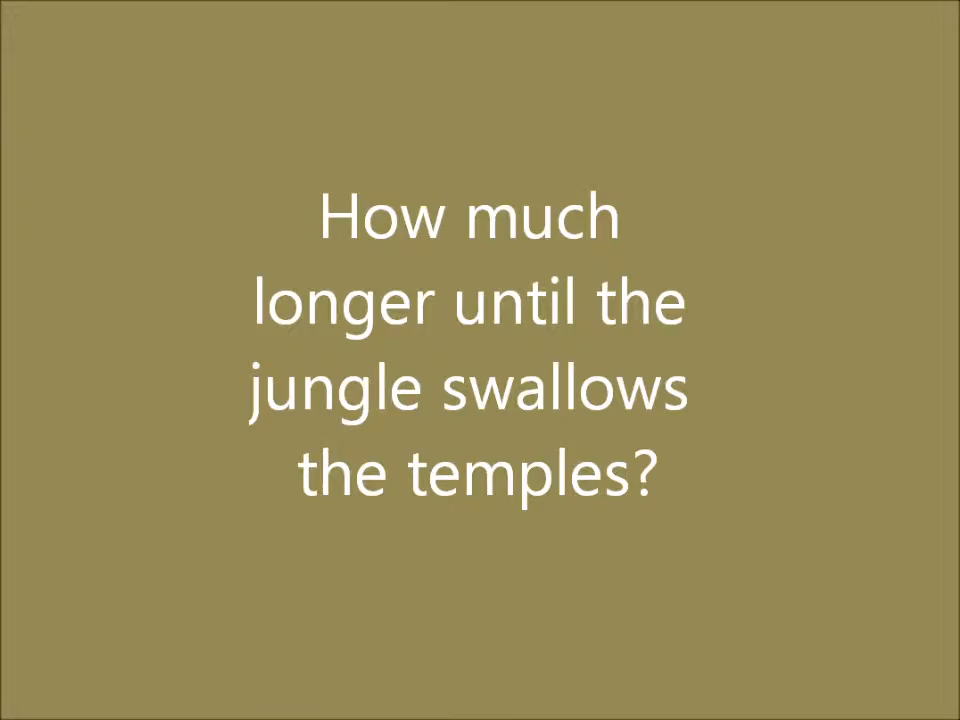 How much
longer until the
jungle swallows
the temples?